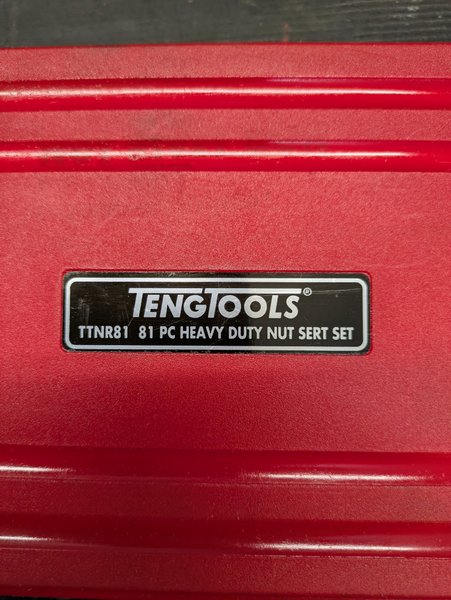 TENGTOOLS®
TTNR81 81 PC HEAVY DUTY NUT SERT SET